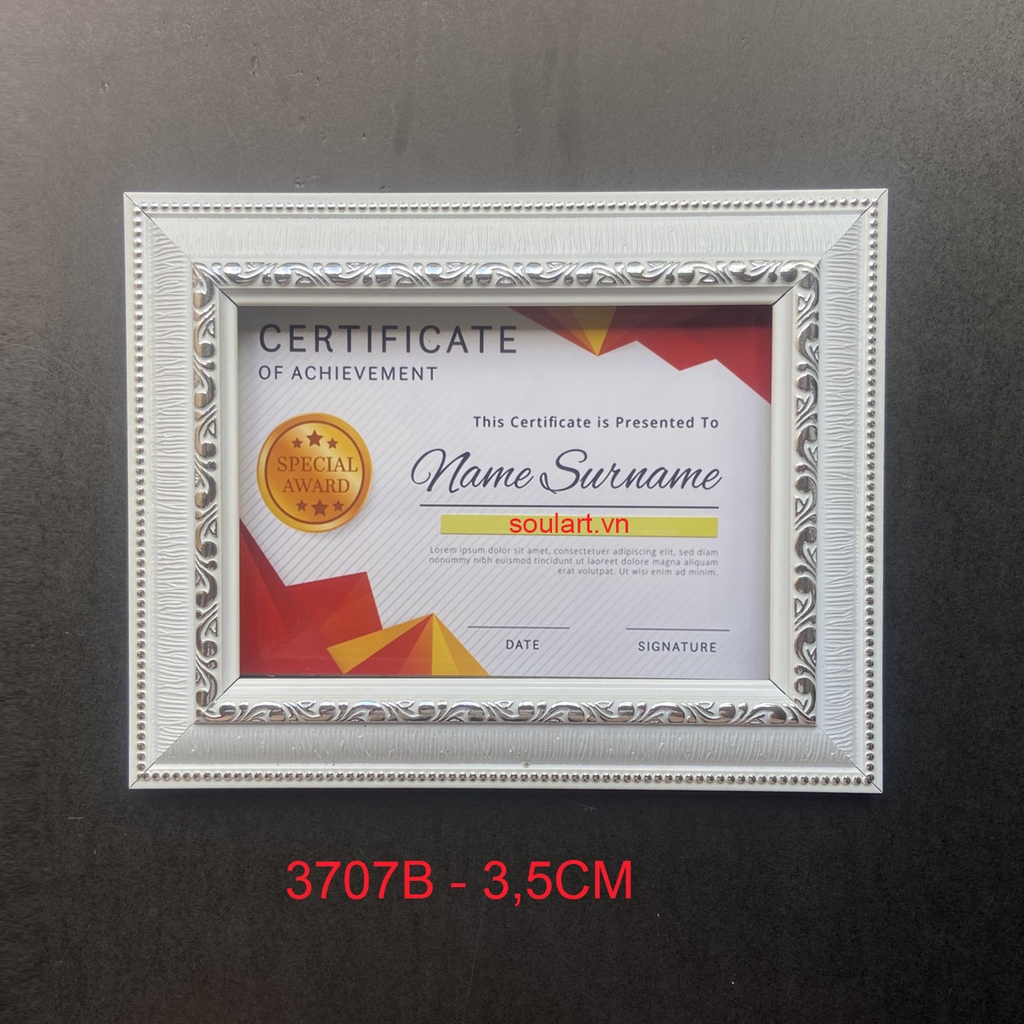 CERTIFICATE
OF ACHIEVEMENT
This Certificate is Presented To
SPECIAL
AWARD
Name Surname
soulart.vn
Lorem ipsum dolor sit amet, consectetuer adipiscing elit, sed diam
nonummy nibh euismod tincidunt ut laoreet dolore magna aliquam
erat volutpat. Ut wisi enim ad minim.
DATE
SIGNATURE
3707B - 3,5CM